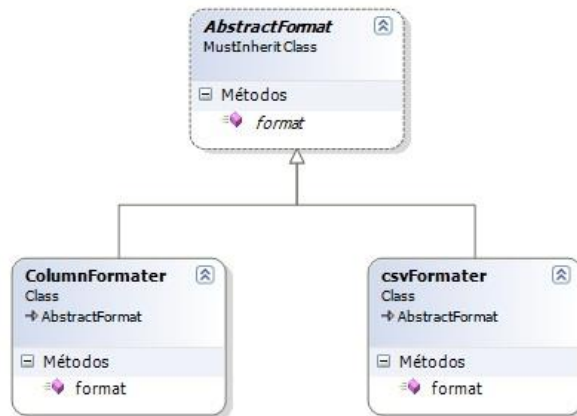 AbstractFormat
MustInherit Class
Métodos
format
ColumnFormater
Class
AbstractFormat
Métodos
format
csvFormater
Class
AbstractFormat
Métodos
format